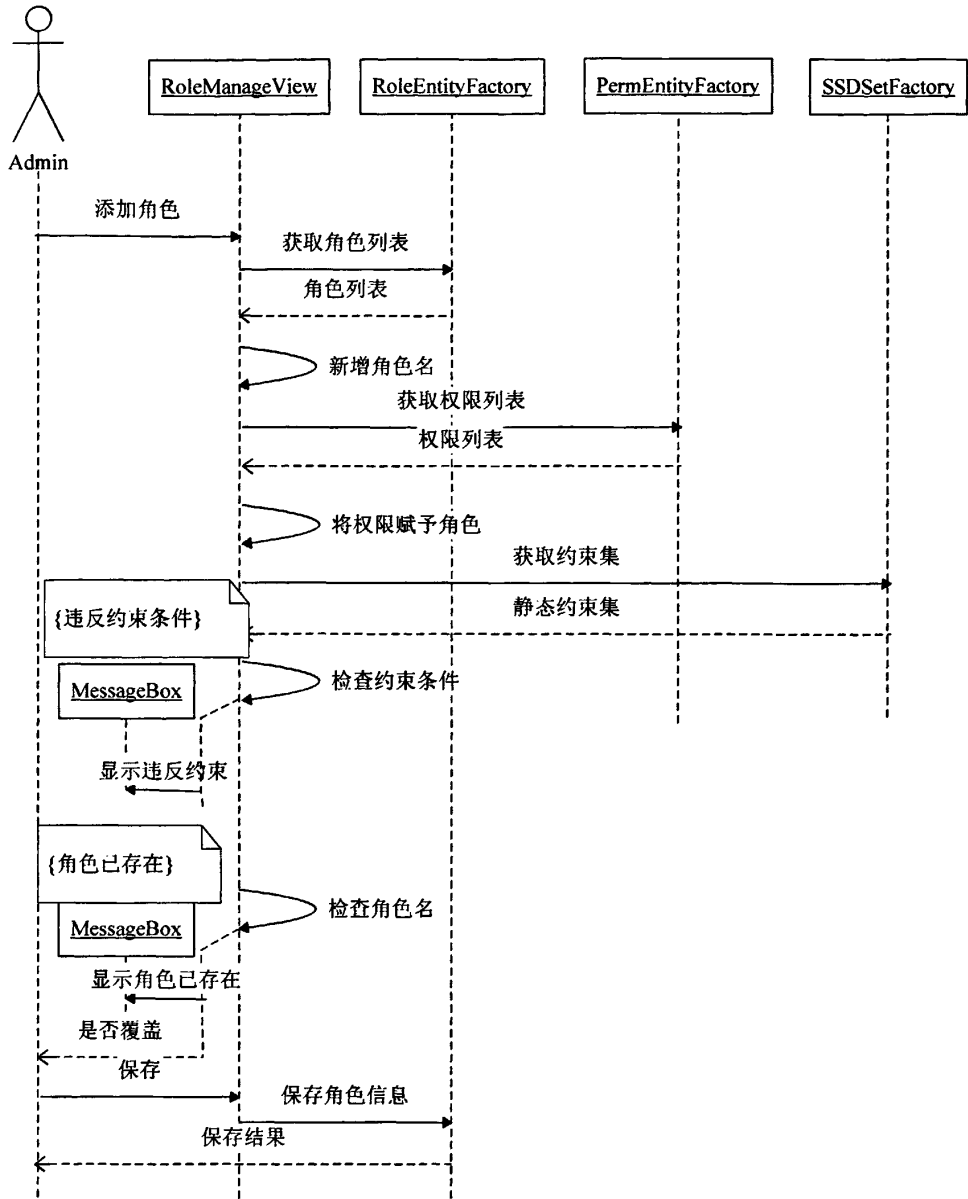 RoleManageView
RoleEntityFactory
PermEntityFactory
SSDSetFactory
Admin
添加角色
获取角色列表
角色列表
新增角色名
获取权限列表
权限列表
将权限赋予角色
获取约束集
{违反约束条件}
静态约束集
MessageBox
检查约束条件
显示违反约束
{角色已存在}
检查角色名
MessageBox
显示角色已存在
是否覆盖
保存
保存角色信息
保存结果